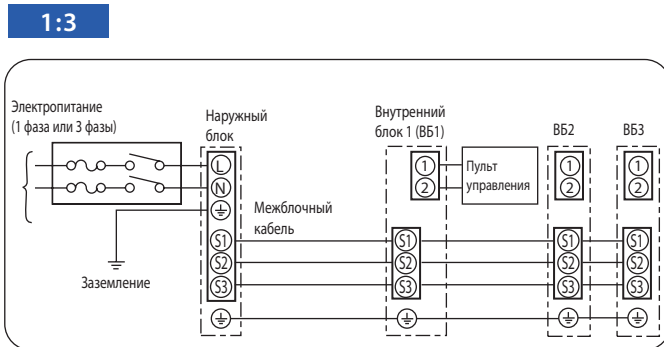 1:3
Электропитание
(1 фаза или 3 фазы)
Наружный
блок
Внутренний
блок 1 (ВБ1)
ВБ2
ВБ3
L
N
1
2
Пульт
управления
1
2
1
2
Межблочный
кабель
S1
S2
S3
S1
S2
S3
S1
S2
S3
S1
S2
S3
Заземление